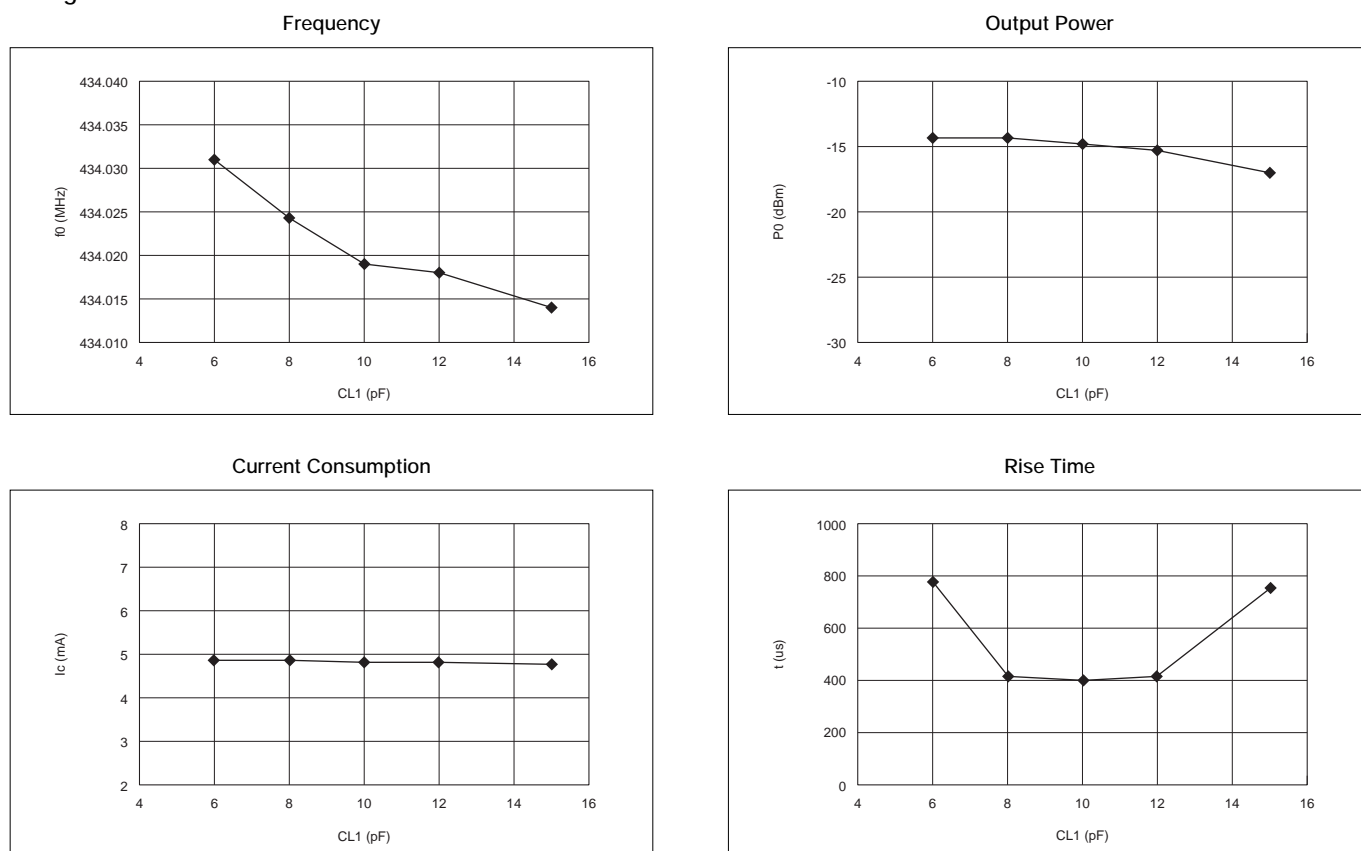 Frequency
434.040
434.035
434.030
434.025
434.020
434.015
434.010
f0 (MHz)
4 6 8 10 12 14 16
CL1 (pF)
Output Power
-10
-15
-20
-25
-30
P0 (dBm)
4 6 8 10 12 14 16
CL1 (pF)
Current Consumption
8
7
6
5
4
3
2
Ic (mA)
4 6 8 10 12 14 16
CL1 (pF)
Rise Time
1000
800
600
400
200
0
t (us)
4 6 8 10 12 14 16
CL1 (pF)